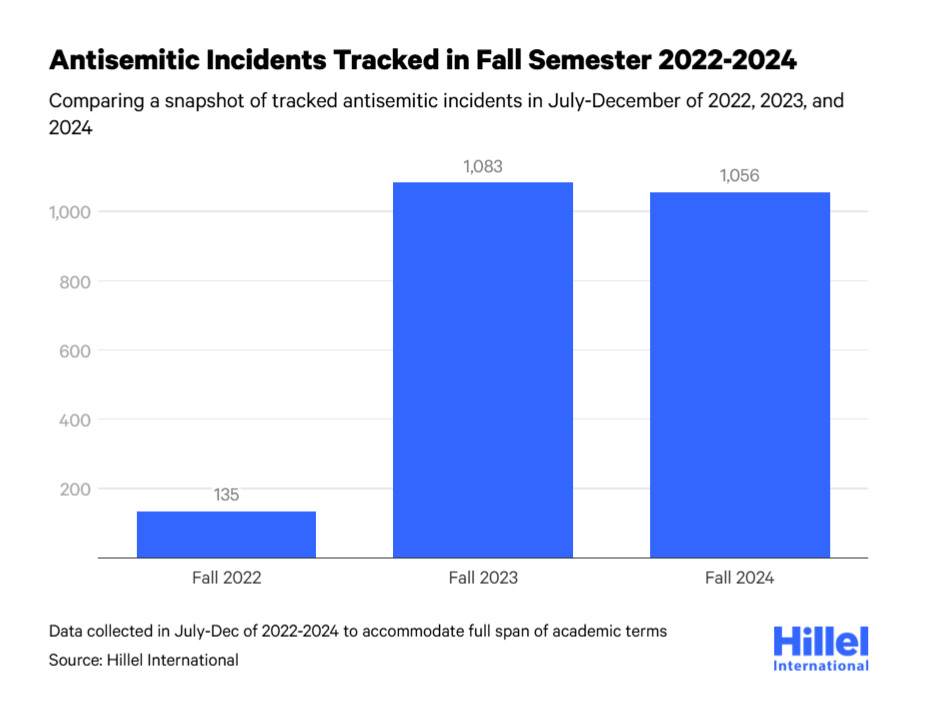 Antisemitic Incidents Tracked in Fall Semester 2022-2024
Comparing a snapshot of tracked antisemitic incidents in July-December of 2022, 2023, and
2024
1,083
1,056
1,000
800
600
400
200
135
Fall 2022
Fall 2023
Fall 2024
Data collected in July-Dec of 2022-2024 to accommodate full span of academic terms
Source: Hillel International
Hillel
International